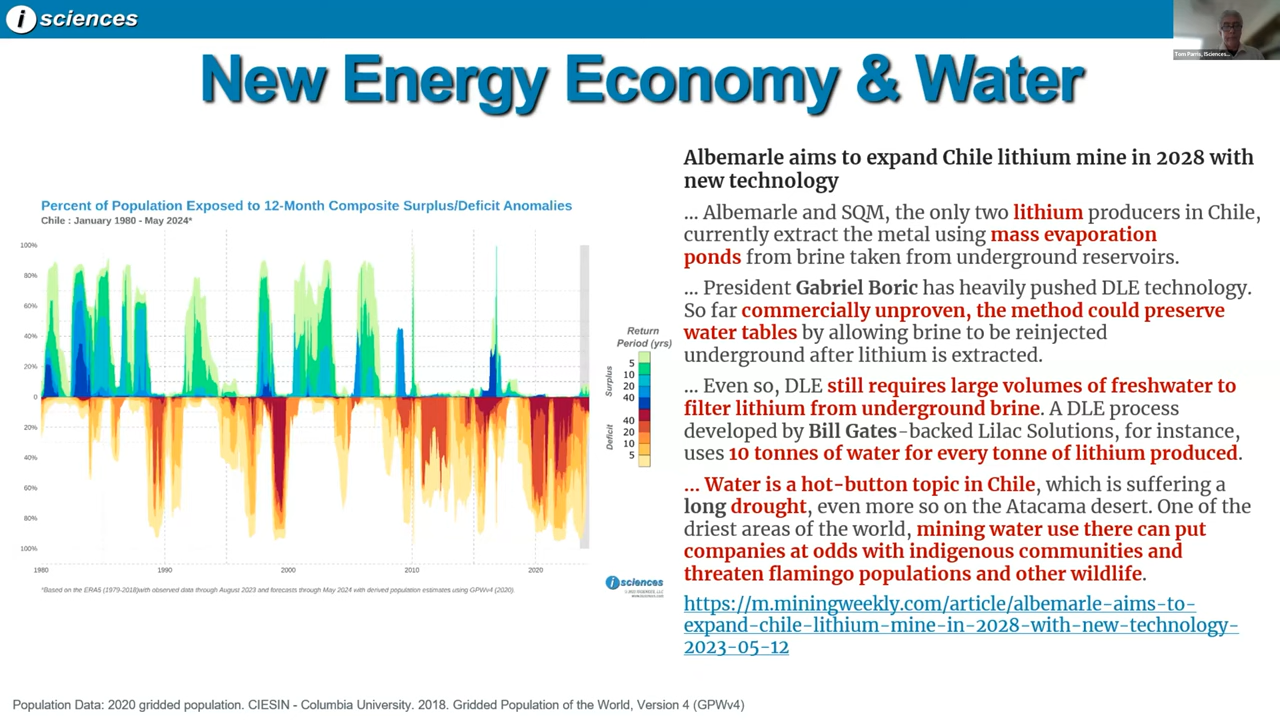 i sciences
Tom Parris, ISciences...
New Energy Economy & Water
Percent of Population Exposed to 12-Month Composite Surplus/Deficit Anomalies
Chile : January 1980 - May 2024*
100%
80%
60%
40%
20%
0
20%
40%
60%
80%
100%
1980
1990
2000
2010
2020
Return
Period (yrs)
Surplus
5
10
20
40
Deficit
40
20
10
5
*Based on the ERA5 (1979-2018)with observed data through August 2023 and forecasts through May 2024 with derived population estimates using GPWv4 (2020).
i sciences
Albemarle aims to expand Chile lithium mine in 2028 with
new technology
... Albemarle and SQM, the only two lithium producers in Chile,
currently extract the metal using mass evaporation
ponds from brine taken from underground reservoirs.
... President Gabriel Boric has heavily pushed DLE technology.
So far commercially unproven, the method could preserve
water tables by allowing brine to be reinjected
underground after lithium is extracted.
... Even so, DLE still requires large volumes of freshwater to
filter lithium from underground brine. A DLE process
developed by Bill Gates-backed Lilac Solutions, for instance,
uses 10 tonnes of water for every tonne of lithium produced.
... Water is a hot-button topic in Chile, which is suffering a
long drought, even more so on the Atacama desert. One of the
driest areas of the world, mining water use there can put
companies at odds with indigenous communities and
threaten flamingo populations and other wildlife.
https://m.miningweekly.com/article/albemarle-aims-to-
expand-chile-lithium-mine-in-2028-with-new-technology-
2023-05-12
Population Data: 2020 gridded population. CIESIN - Columbia University. 2018. Gridded Population of the World, Version 4 (GPWv4)